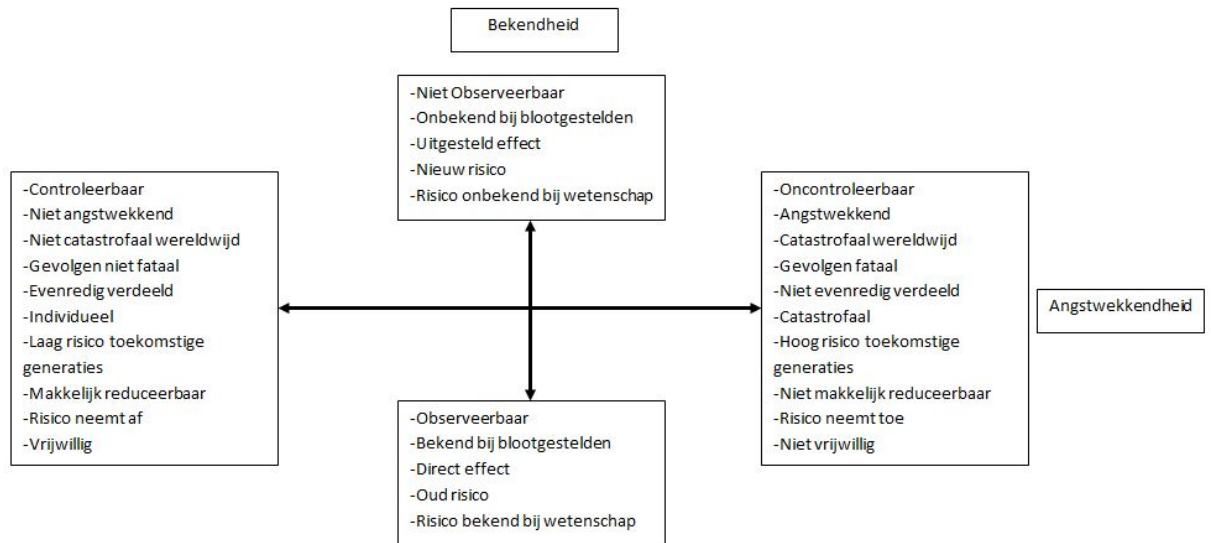 Bekendheid
-Niet Observeerbaar
-Onbekend bij blootgestelden
-Uitgesteld effect
-Nieuw risico
-Risico onbekend bij wetenschap
-Controleerbaar
-Niet angstwekkend
-Niet catastrofaal wereldwijd
-Gevolgen niet fataal
-Evenredig verdeeld
-Individueel
-Laag risico toekomstige
generaties
-Makkelijk reduceerbaar
-Risico neemt af
-Vrijwillig
-Oncontroleerbaar
-Angstwekkend
-Catastrofaal wereldwijd
-Gevolgen fataal
-Niet evenredig verdeeld
-Catastrofaal
-Hoog risico toekomstige
generaties
-Niet makkelijk reduceerbaar
-Risico neemt toe
-Niet vrijwillig
Angstwekkendheid
-Observeerbaar
-Bekend bij blootgestelden
-Direct effect
-Oud risico
-Risico bekend bij wetenschap